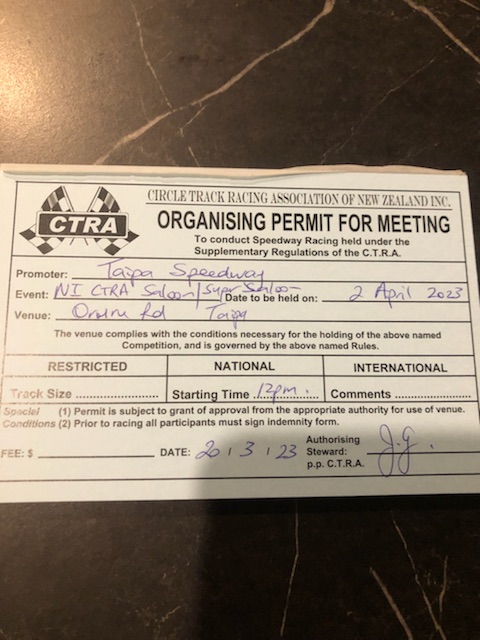 CIRCLE TRACK RACING ASSOCIATION OF NEW ZEALAND INC.
CTRA
ORGANISING PERMIT FOR MEETING
To conduct Speedway Racing held under the
Supplementary Regulations of the C.T.R.A.
Promoter: Taipa Speedway
Event: NI CTRA Saloon/Super Saloon Date to be held on: 2 April 2023
Venue: Oruru Rd Taipa
The venue complies with the conditions necessary for the holding of the above named
Competition, and is governed by the above named Rules.
RESTRICTED NATIONAL INTERNATIONAL
Track Size .................... Starting Time 12pm. Comments ....................
Special (1) Permit is subject to grant of approval from the appropriate authority for use of venue.
Conditions (2) Prior to racing all participants must sign indemnity form.
FEE: $ DATE: 20 / 3 / 23 Authorising
Steward: J.G.
p.p. C.T.R.A.